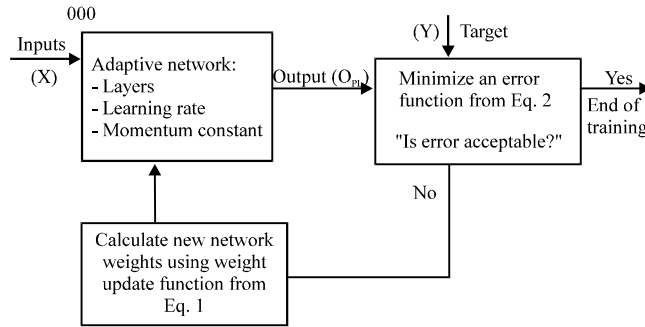 000
Inputs
(X)
Adaptive network:
- Layers
- Learning rate
- Momentum constant
Output (O_PL)
(Y) Target
Minimize an error
function from Eq. 2
"Is error acceptable?"
Yes
End of
training
No
Calculate new network
weights using weight
update function from
Eq. 1